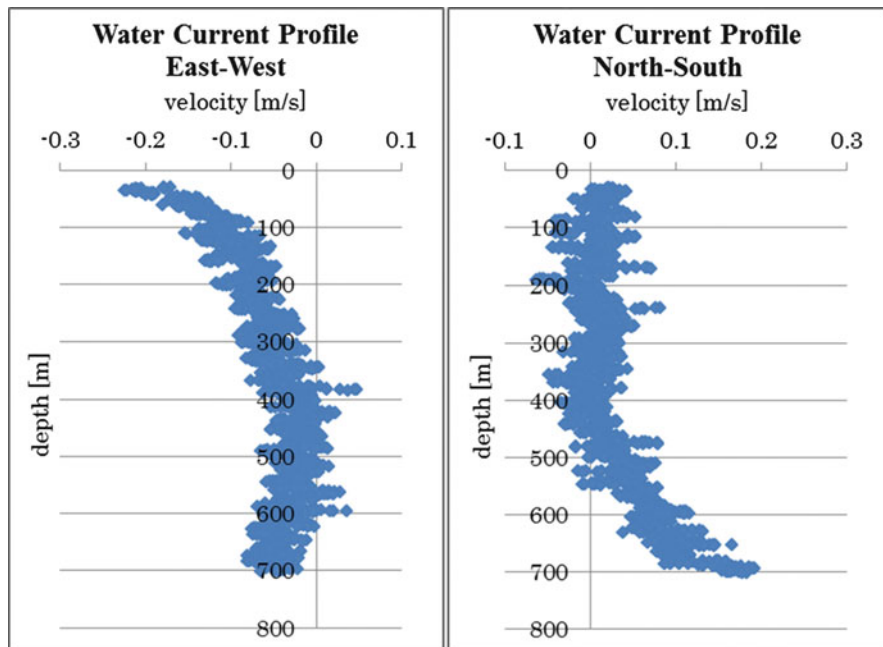 Water Current Profile
East-West
velocity [m/s]
-0.3 -0.2 -0.1 0 0.1
0
100
200
300
400
500
600
700
800
depth [m]
Water Current Profile
North-South
velocity [m/s]
-0.1 0 0.1 0.2 0.3
0
100
200
300
400
500
600
700
800
depth [m]